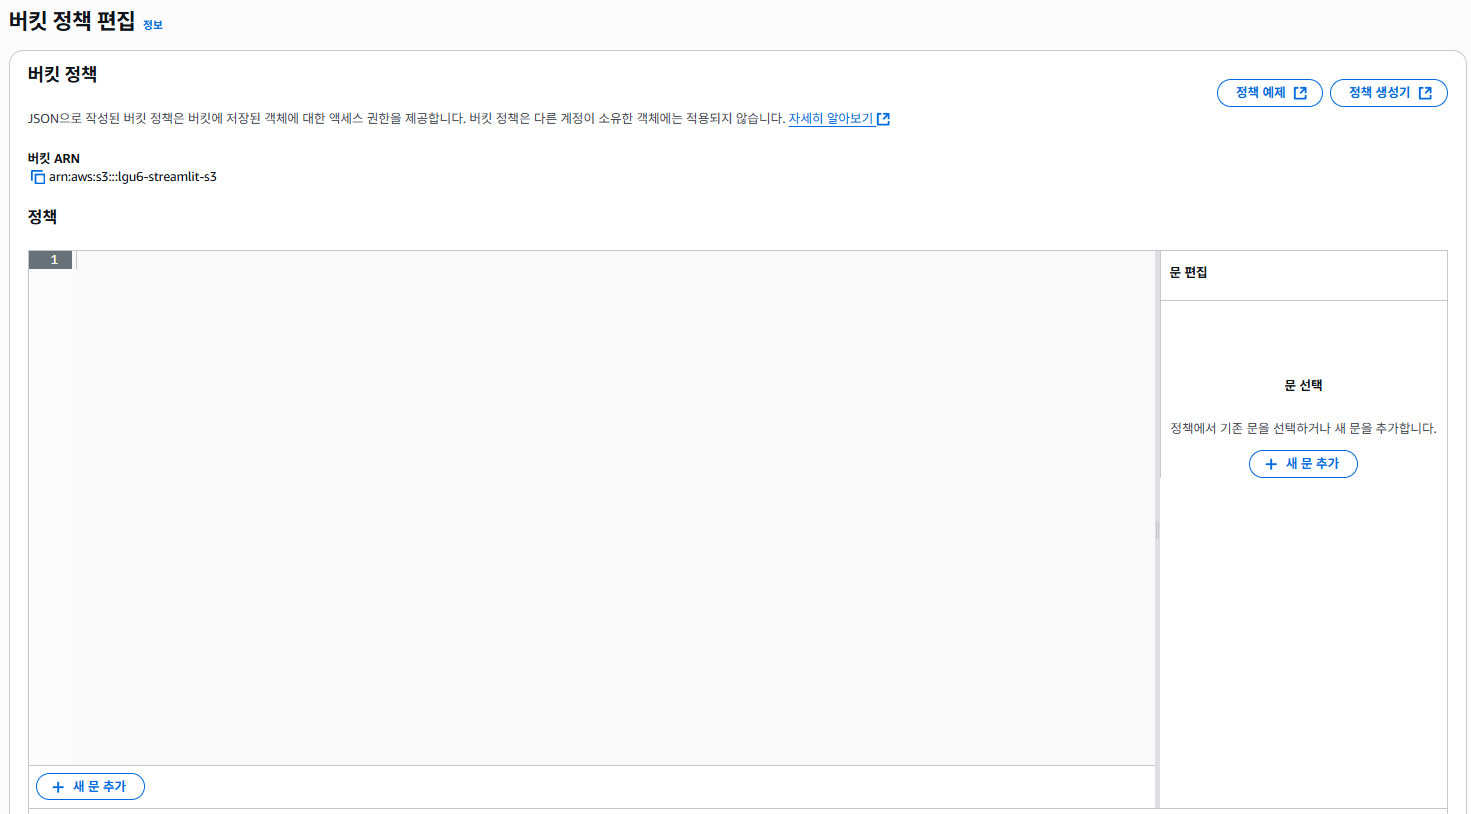 버킷 정책 편집 정보
버킷 정책
정책 예제
정책 생성기
JSON으로 작성된 버킷 정책은 버킷에 저장된 객체에 대한 액세스 권한을 제공합니다. 버킷 정책은 다른 계정이 소유한 객체에는 적용되지 않습니다. 자세히 알아보기
버킷 ARN
arn:aws:s3:::lgu6-streamlit-s3
정책
1
문 편집
문 선택
정책에서 기존 문을 선택하거나 새 문을 추가합니다.
+ 새 문 추가
+ 새 문 추가